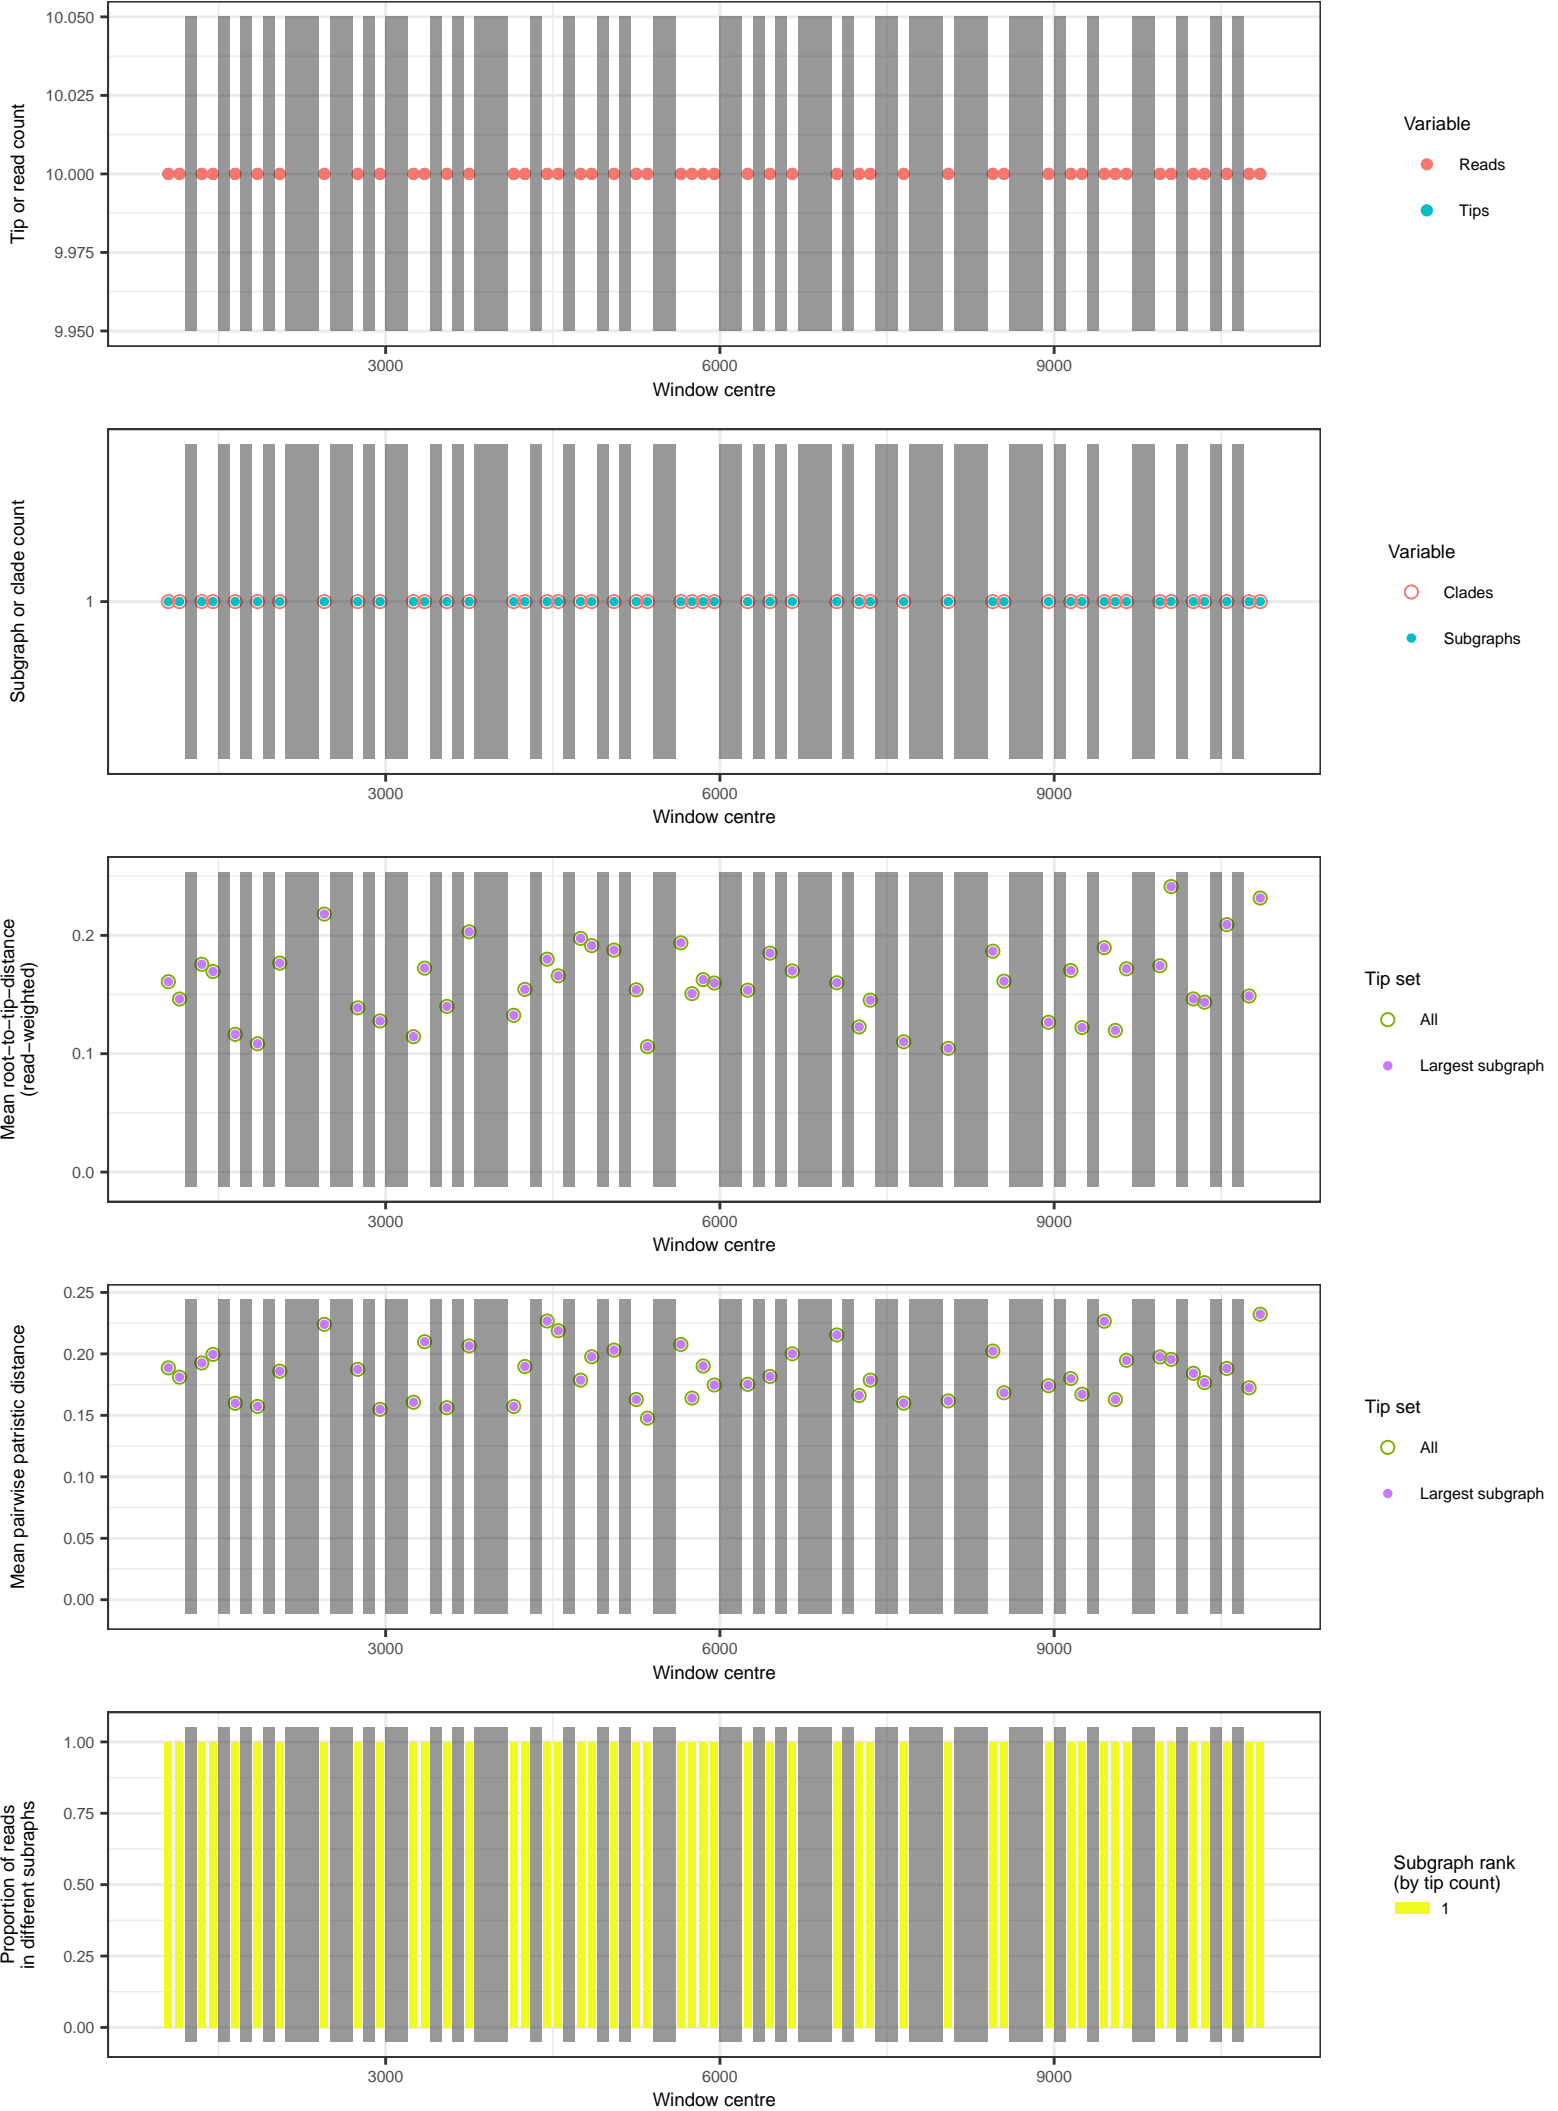 10.050
10.025
10.000
9.975
9.950
Tip or read count
3000 6000 9000
Window centre
Variable
Reads
Tips
1
Subgraph or clade count
3000 6000 9000
Window centre
Variable
Clades
Subgraphs
0.2
0.1
0.0
Mean root−to−tip−distance
(read−weighted)
3000 6000 9000
Window centre
Tip set
All
Largest subgraph
0.25
0.20
0.15
0.10
0.05
0.00
Mean pairwise patristic distance
3000 6000 9000
Window centre
Tip set
All
Largest subgraph
1.00
0.75
0.50
0.25
0.00
Proportion of reads
in different subraphs
3000 6000 9000
Window centre
Subgraph rank
(by tip count)
1